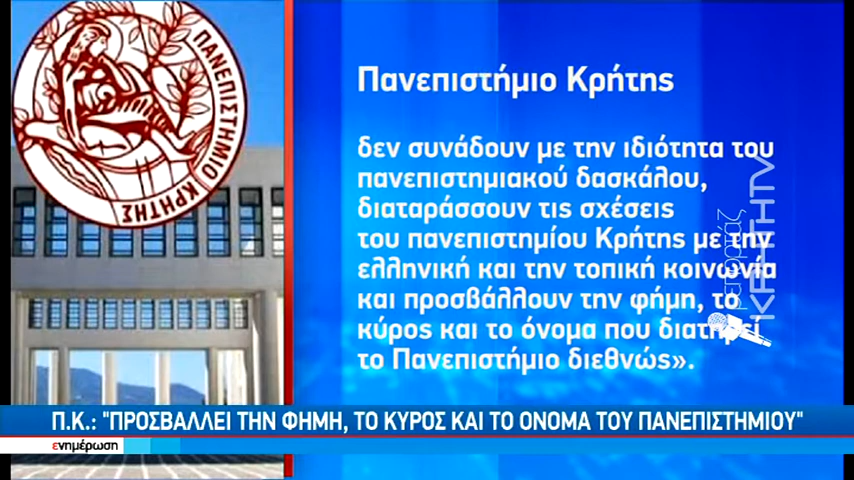 ΠΑΝΕΠΙΣΤΗΜΙΟ ΚΡΗΤΗΣ
Πανεπιστήμιο Κρήτης
δεν συνάδουν με την ιδιότητα του
πανεπιστημιακού δασκάλου,
διαταράσσουν τις σχέσεις
του πανεπιστημίου Κρήτης με την
ελληνική και την τοπική κοινωνία
και προσβάλλουν την φήμη, το
κύρος και το όνομα που διατηρεί
το Πανεπιστήμιο διεθνώς».
ρεπορτάζ
ΚΡΗΤΗTV
Π.Κ.: "ΠΡΟΣΒΑΛΛΕΙ ΤΗΝ ΦΗΜΗ, ΤΟ ΚΥΡΟΣ ΚΑΙ ΤΟ ΟΝΟΜΑ ΤΟΥ ΠΑΝΕΠΙΣΤΗΜΙΟΥ"
ενημέρωση